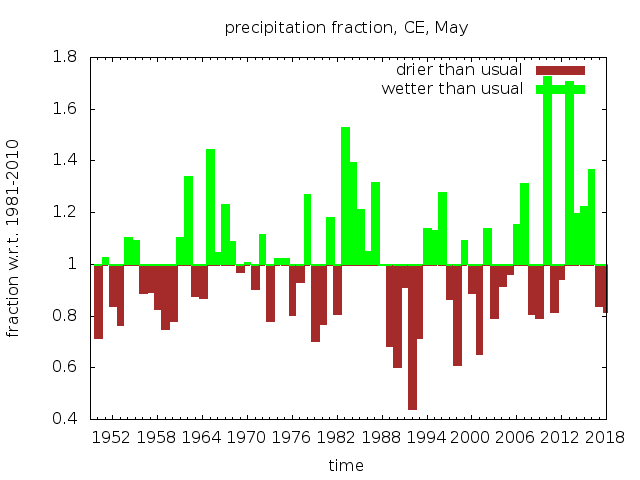 precipitation fraction, CE, May
drier than usual
wetter than usual
1.8
1.6
1.4
1.2
1
0.8
0.6
0.4
fraction w.r.t. 1981-2010
1952 1958 1964 1970 1976 1982 1988 1994 2000 2006 2012 2018
time